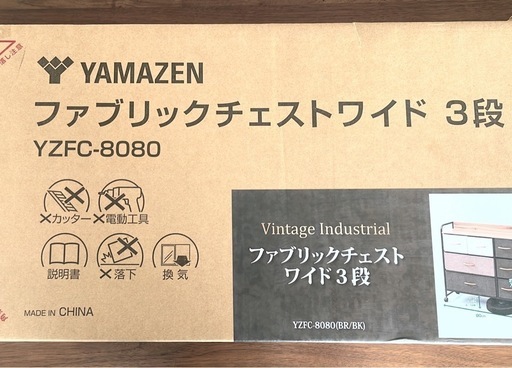 YAMAZEN
ファブリックチェストワイド 3段
YZFC-8080
×カッター ×電動工具
説明書 ×落下 換気
MADE IN CHINA
Vintage Industrial
ファブリックチェスト
ワイド3段
YZFC-8080(BR/BK)